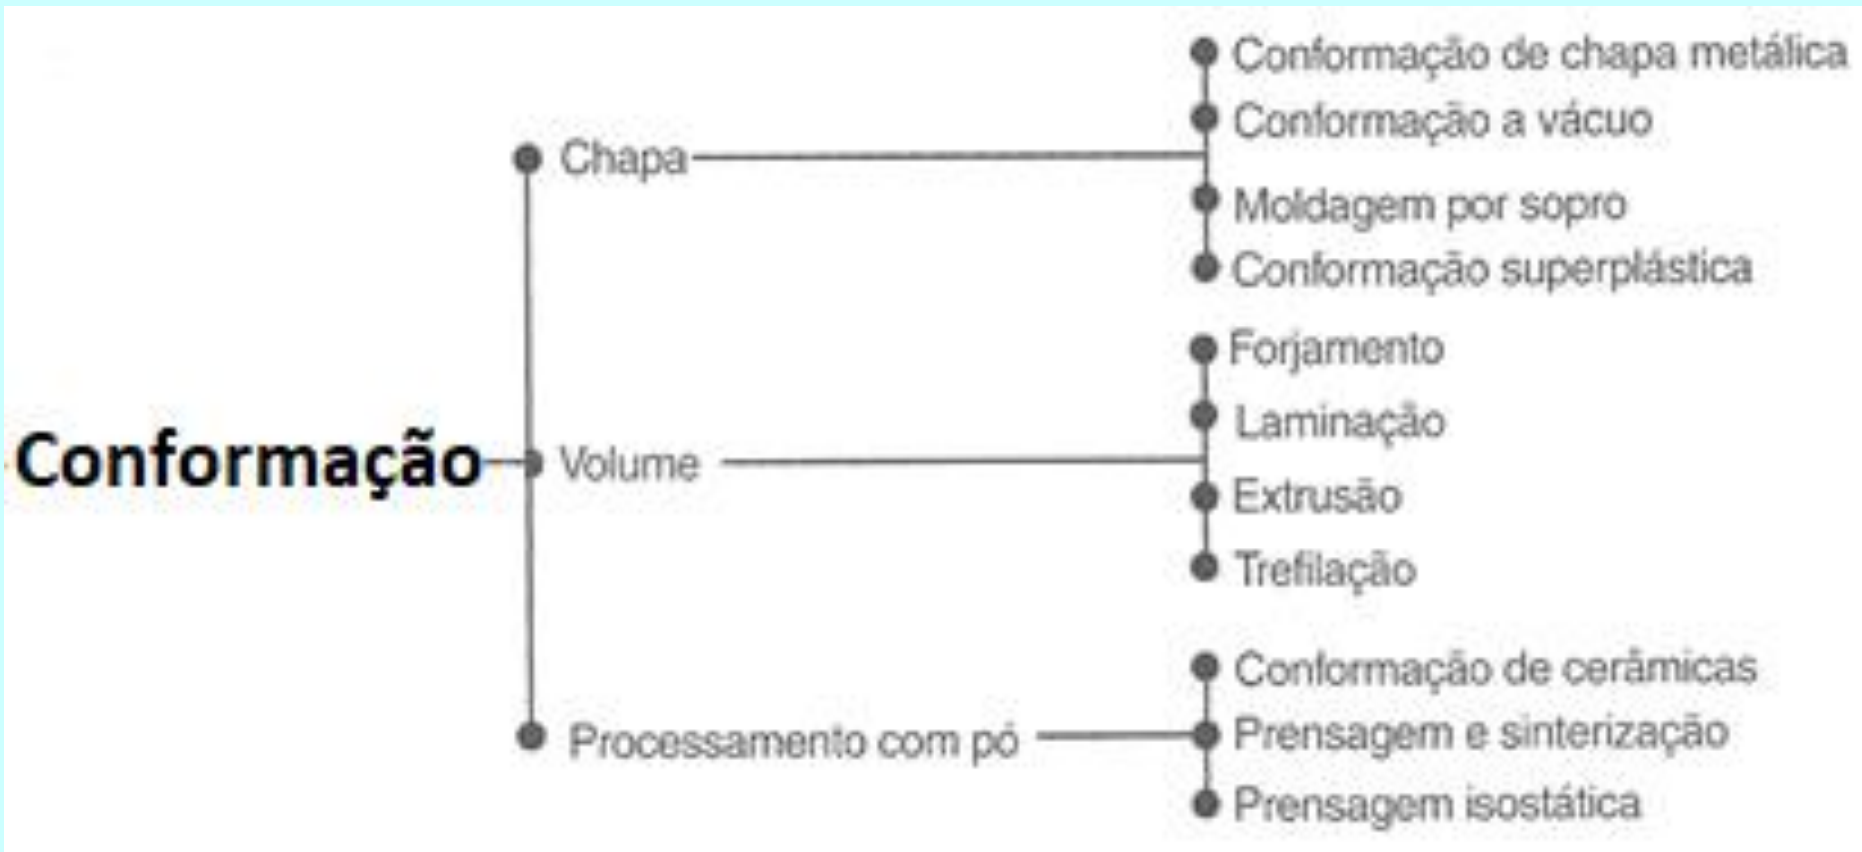 Conformação
Chapa
Conformação de chapa metálica
Conformação a vácuo
Moldagem por sopro
Conformação superplástica
Volume
Forjamento
Laminação
Extrusão
Trefilação
Processamento com pó
Conformação de cerâmicas
Prensagem e sinterização
Prensagem isostática